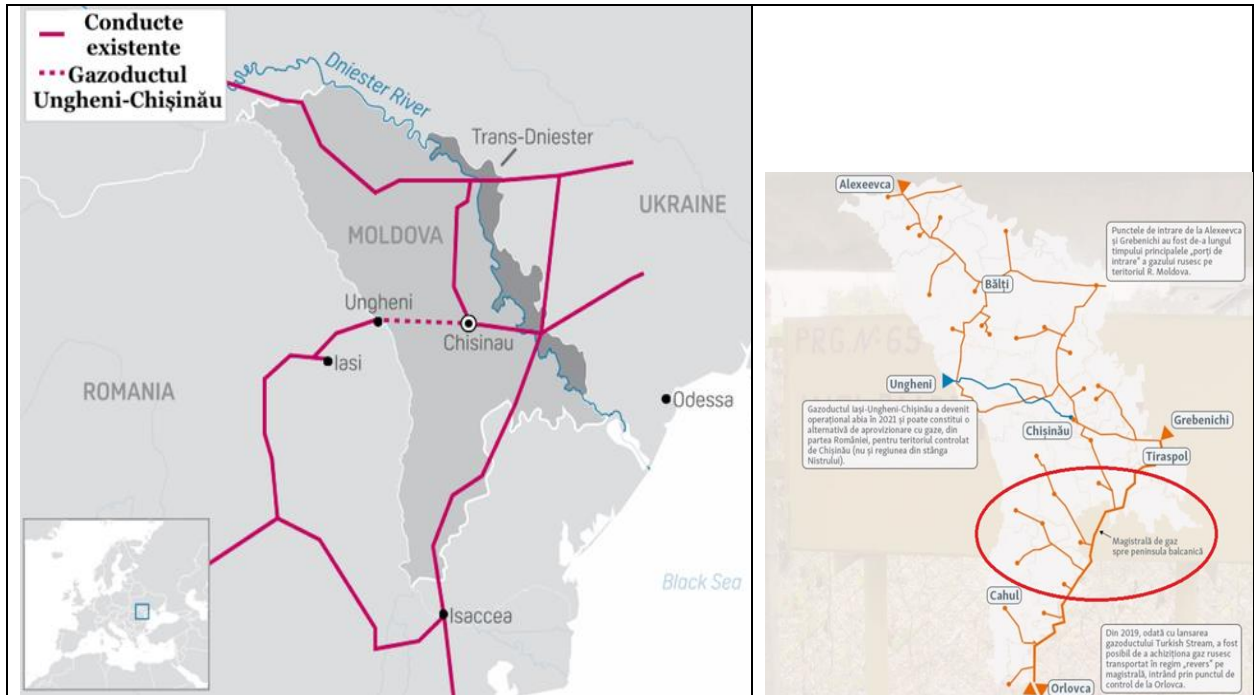 Conducte
existente
Gazoductul
Ungheni-Chișinău
Dniester River
Trans-Dniester
UKRAINE
MOLDOVA
Ungheni
Chisinau
Iasi
ROMANIA
Odessa
Isaccea
Black Sea
Alexeevca
Punctele de intrare de la Alexeevca
și Grebenichi au fost de-a lungul
timpului principalele „porți de
intrare” a gazului rusesc pe
teritoriul R. Moldova.
Bălți
PRG.№65
Ungheni
Gazoductul Iași-Ungheni-Chișinău a devenit
operațional abia în 2021 și poate constitui o
alternativă de aprovizionare cu gaze, din
partea României, pentru teritoriul controlat
de Chișinău (nu și regiunea din stânga
Nistrului).
Grebenichi
Chișinău
Tiraspol
Magistrală de gaz
spre peninsula balcanică
Cahul
Din 2019, odată cu lansarea
gazoductului Turkish Stream, a fost
posibil de a achiziționa gaz rusesc
transportat în regim „revers” pe
magistrală, intrând prin punctul de
control de la Orlovca.
Orlovca